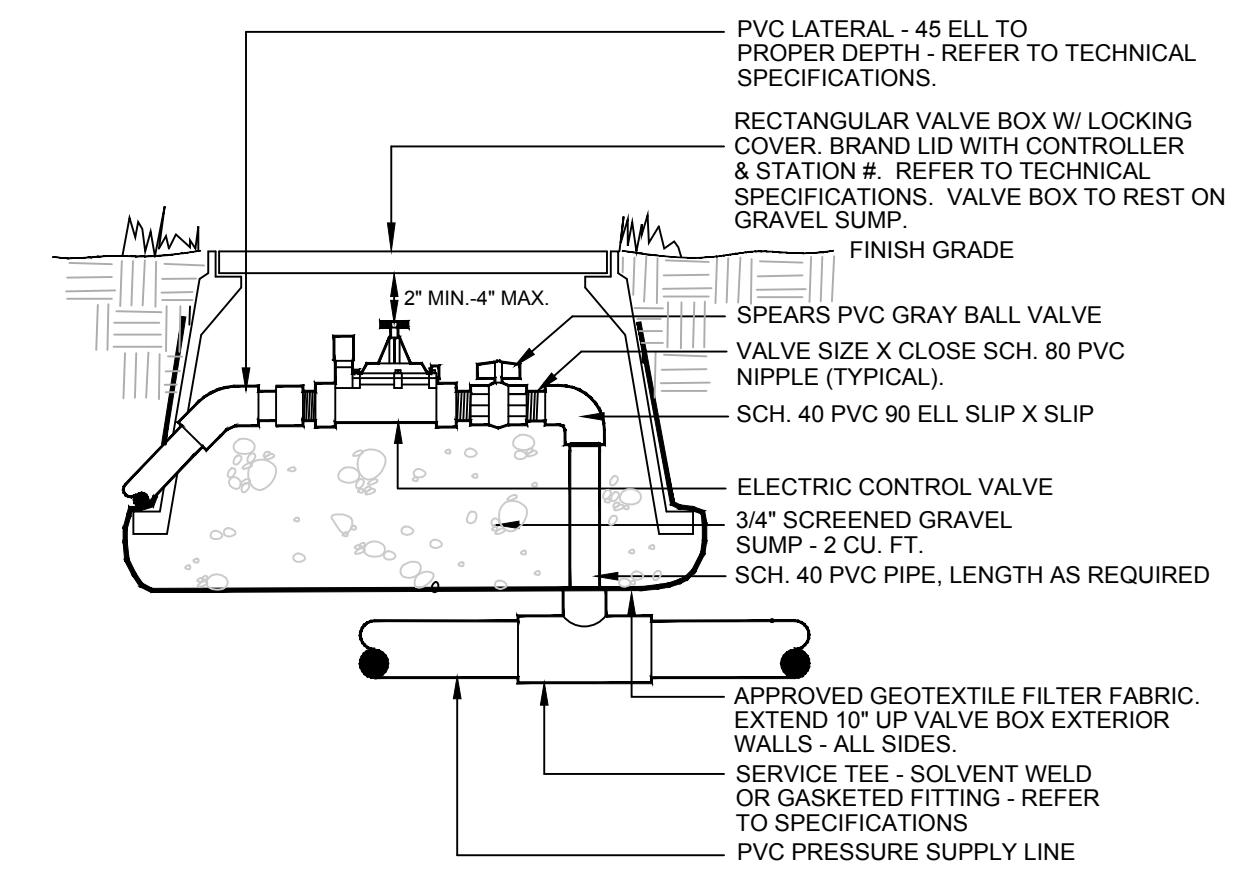 PVC LATERAL - 45 ELL TO
PROPER DEPTH - REFER TO TECHNICAL
SPECIFICATIONS.
RECTANGULAR VALVE BOX W/ LOCKING
COVER. BRAND LID WITH CONTROLLER
& STATION #. REFER TO TECHNICAL
SPECIFICATIONS. VALVE BOX TO REST ON
GRAVEL SUMP.
FINISH GRADE
2" MIN.-4" MAX.
SPEARS PVC GRAY BALL VALVE
VALVE SIZE X CLOSE SCH. 80 PVC
NIPPLE (TYPICAL).
SCH. 40 PVC 90 ELL SLIP X SLIP
ELECTRIC CONTROL VALVE
3/4" SCREENED GRAVEL
SUMP - 2 CU. FT.
SCH. 40 PVC PIPE, LENGTH AS REQUIRED
APPROVED GEOTEXTILE FILTER FABRIC.
EXTEND 10" UP VALVE BOX EXTERIOR
WALLS - ALL SIDES.
SERVICE TEE - SOLVENT WELD
OR GASKETED FITTING - REFER
TO SPECIFICATIONS
PVC PRESSURE SUPPLY LINE